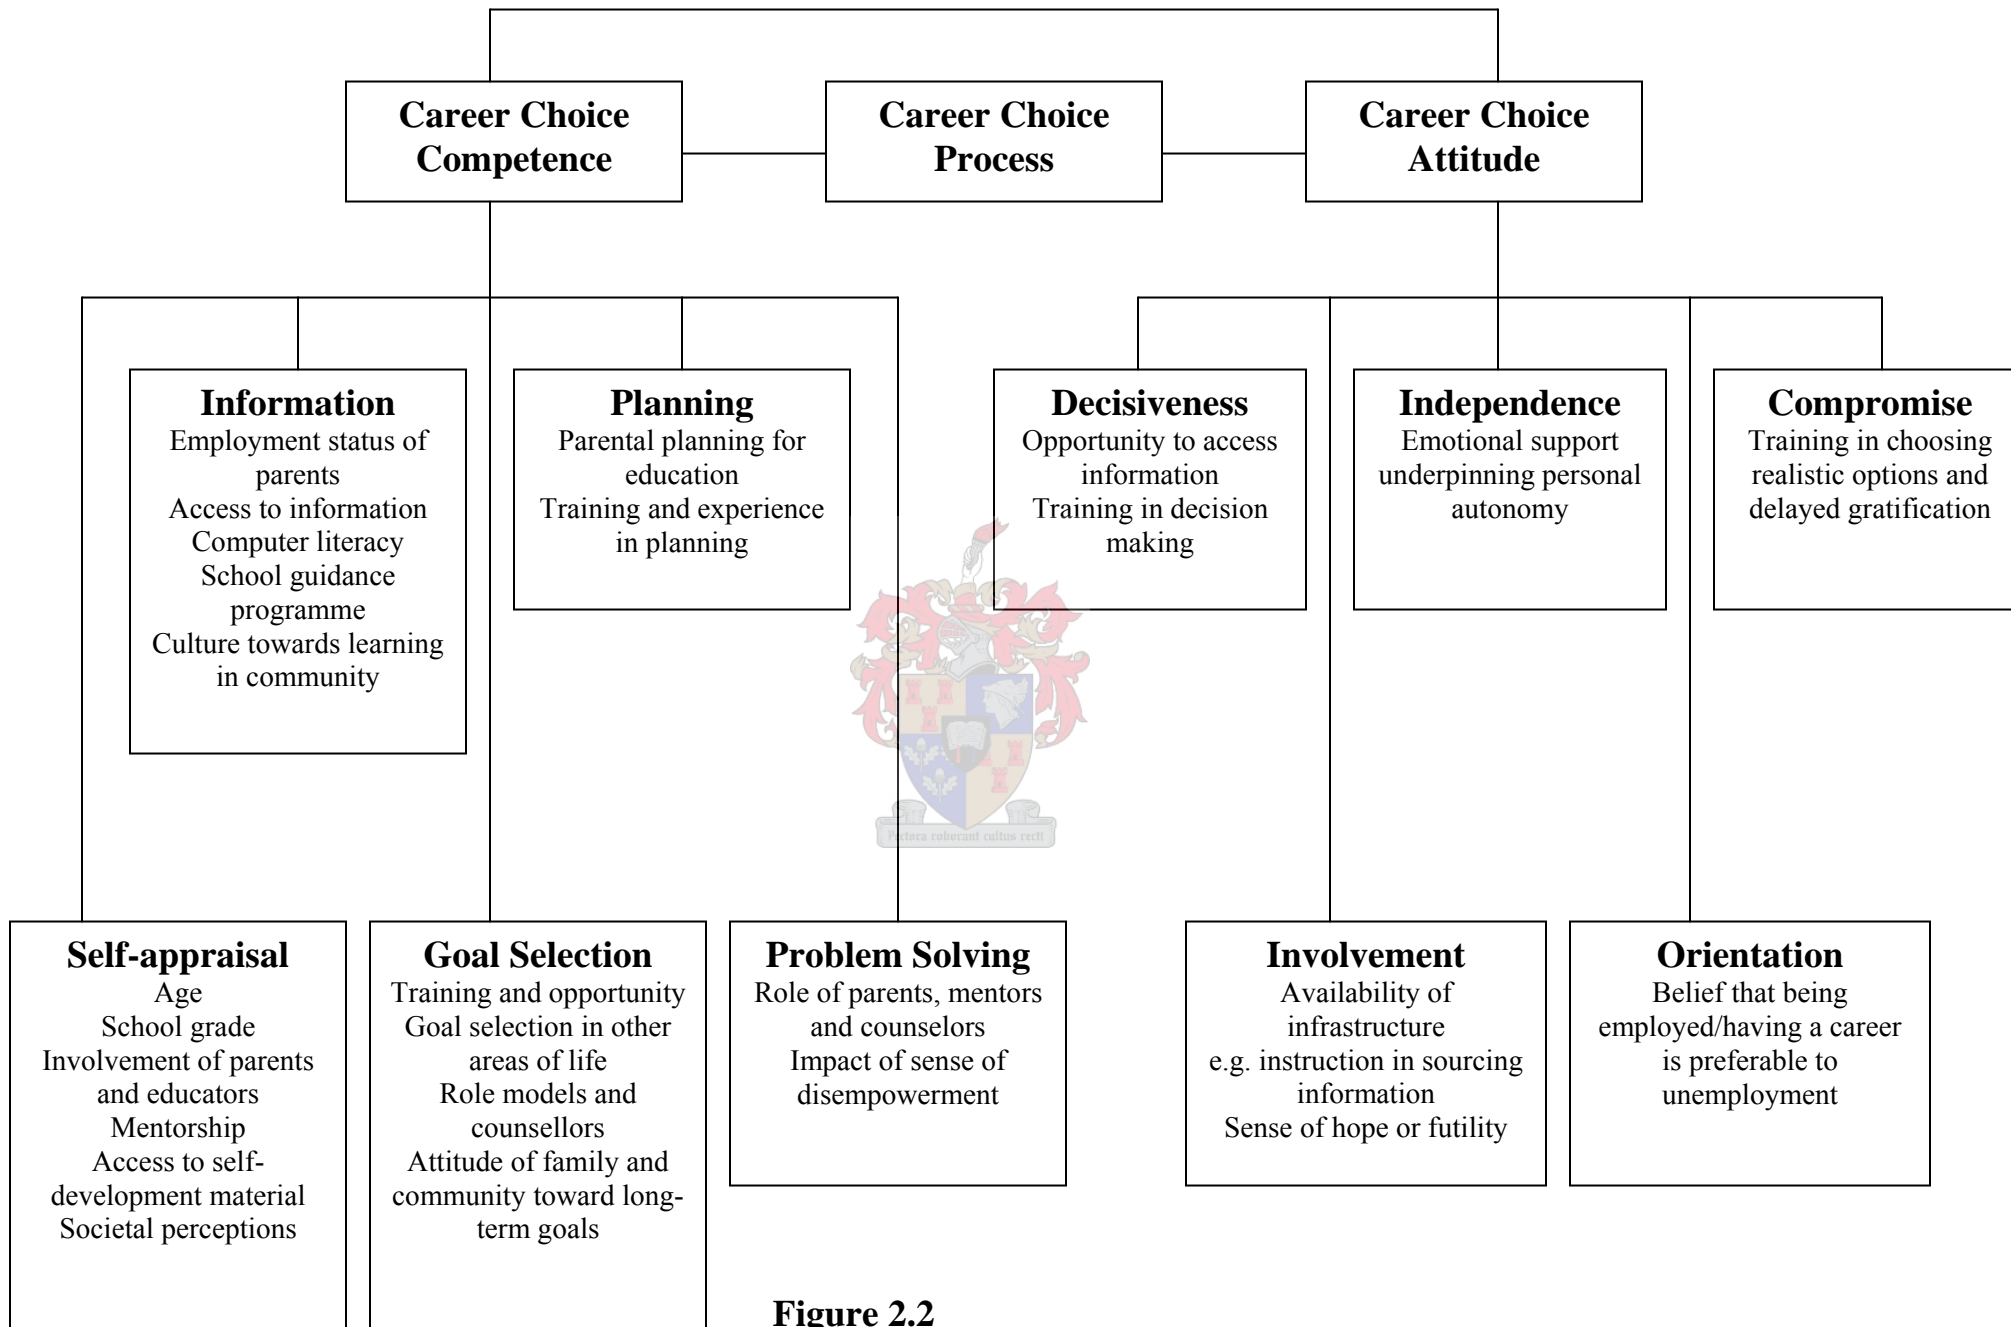 Career Choice
Competence
Career Choice
Process
Career Choice
Attitude
Information
Employment status of
parents
Access to information
Computer literacy
School guidance
programme
Culture towards learning
in community
Planning
Parental planning for
education
Training and experience
in planning
Decisiveness
Opportunity to access
information
Training in decision
making
Independence
Emotional support
underpinning personal
autonomy
Compromise
Training in choosing
realistic options and
delayed gratification
Pectora roborant cultus recti
Self-appraisal
Age
School grade
Involvement of parents
and educators
Mentorship
Access to self-
development material
Societal perceptions
Goal Selection
Training and opportunity
Goal selection in other
areas of life
Role models and
counsellors
Attitude of family and
community toward long-
term goals
Problem Solving
Role of parents, mentors
and counselors
Impact of sense of
disempowerment
Involvement
Availability of
infrastructure
e.g. instruction in sourcing
information
Sense of hope or futility
Orientation
Belief that being
employed/having a career
is preferable to
unemployment
Figure 2.2